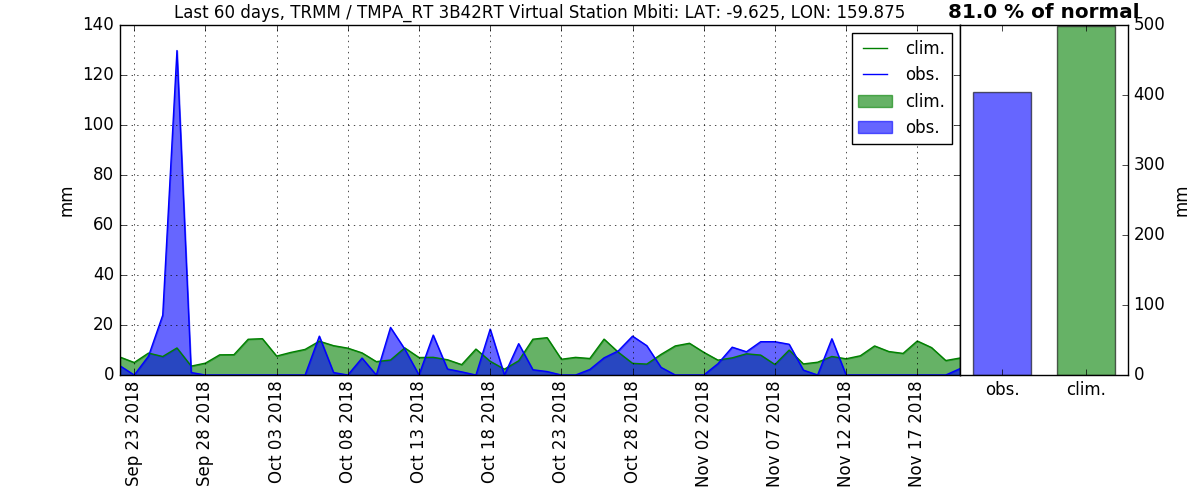 Last 60 days, TRMM / TMPA_RT 3B42RT Virtual Station Mbiti: LAT: -9.625, LON: 159.875
81.0 % of normal
mm
140
120
100
80
60
40
20
0
clim.
obs.
clim.
obs.
Sep 23 2018
Sep 28 2018
Oct 03 2018
Oct 08 2018
Oct 13 2018
Oct 18 2018
Oct 23 2018
Oct 28 2018
Nov 02 2018
Nov 07 2018
Nov 12 2018
Nov 17 2018
500
400
300
200
100
0
mm
obs.
clim.